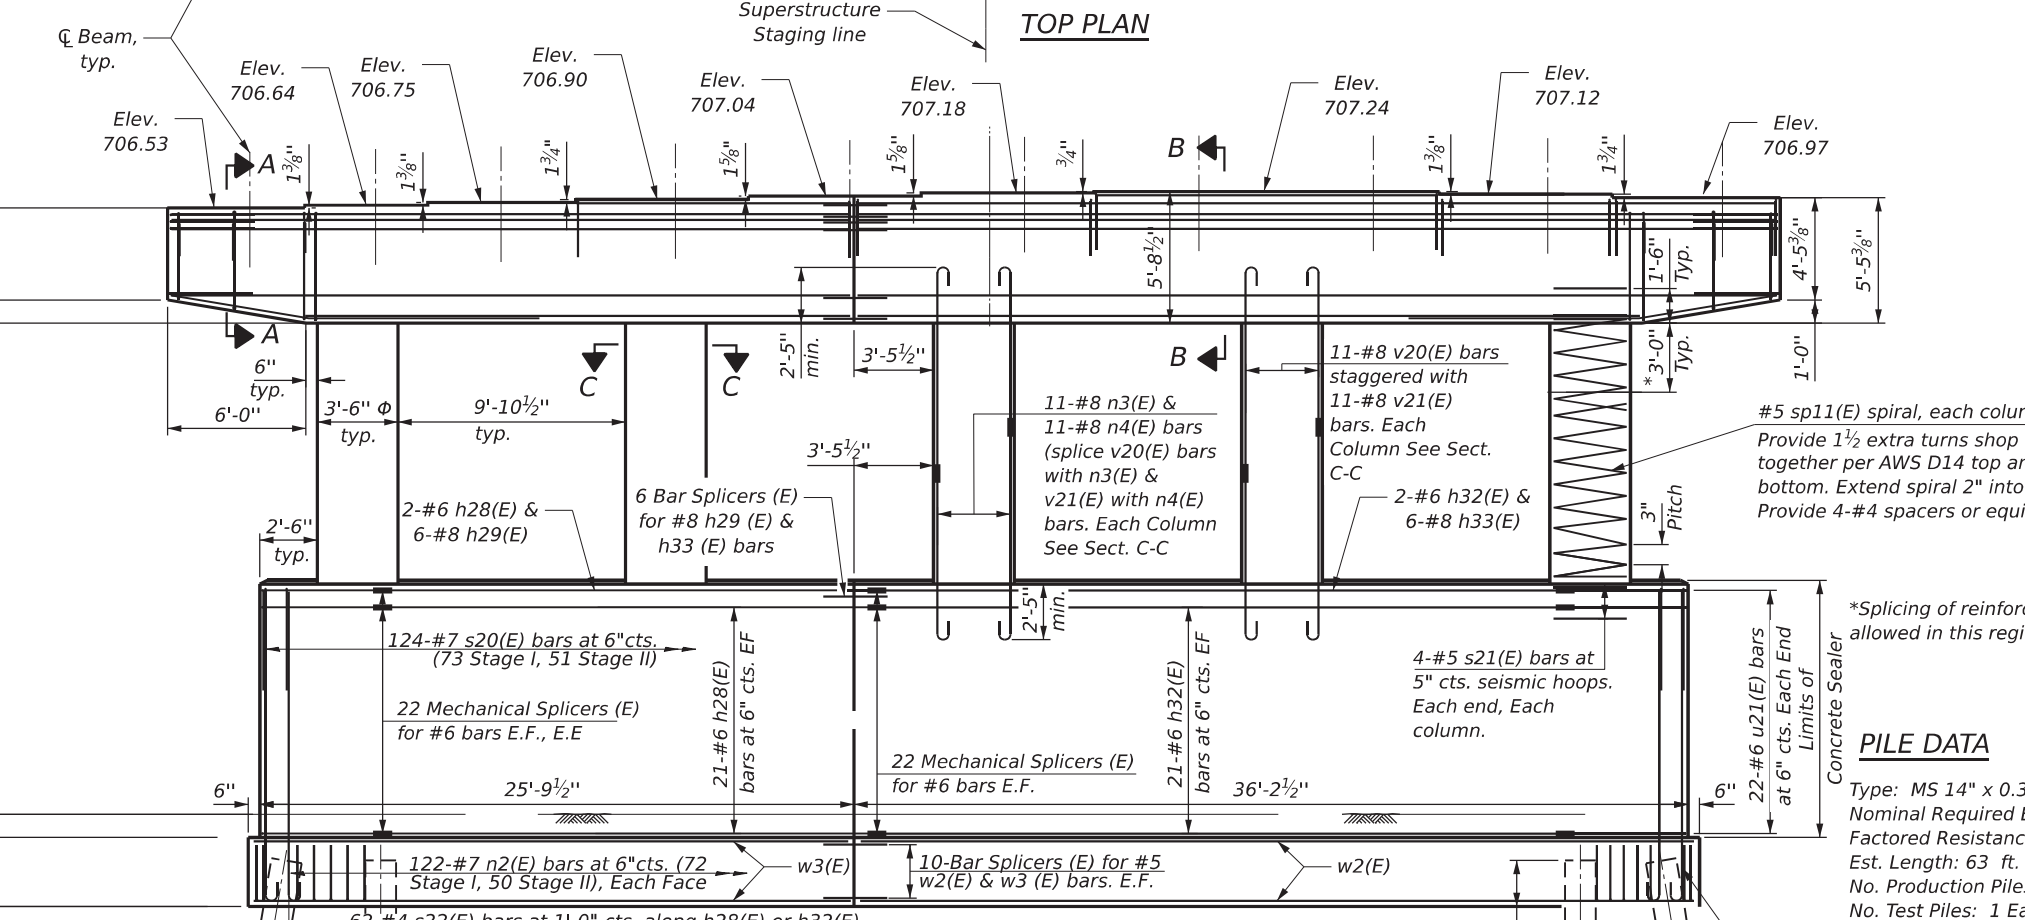 Superstructure
Staging line
TOP PLAN
℄ Beam,
typ.
Elev.
706.53
Elev.
706.64
Elev.
706.75
Elev.
706.90
Elev.
707.04
Elev.
707.18
Elev.
707.24
Elev.
707.12
Elev.
706.97
A
1⅜"
1⅜"
1¾"
1⅝"
1⅝"
¾"
B
1⅜"
1¾"
5'-8½"
1'-6"
Typ.
4'-5⅜"
5'-5⅜"
A
6"
typ.
6'-0"
3'-6" Φ
typ.
9'-10½"
typ.
C
C
2'-5"
min.
3'-5½"
B
*3'-0"
Typ.
1'-0"
11-#8 v20(E) bars
staggered with
11-#8 v21(E)
bars. Each
Column See Sect.
C-C
11-#8 n3(E) &
11-#8 n4(E) bars
(splice v20(E) bars
with n3(E) &
v21(E) with n4(E)
bars. Each Column
See Sect. C-C
3'-5½"
#5 sp11(E) spiral, each
Provide 1½ extra turns shop
together per AWS D14 top
bottom. Extend spiral 2" into
Provide 4-#4 spacers or
2'-6"
typ.
2-#6 h28(E) &
6-#8 h29(E)
6 Bar Splicers (E)
for #8 h29 (E) &
h33 (E) bars
2-#6 h32(E) &
6-#8 h33(E)
3"
Pitch
2'-5"
min.
124-#7 s20(E) bars at 6"cts.
(73 Stage I, 51 Stage II)
22 Mechanical Splicers (E)
for #6 bars E.F., E.E
21-#6 h28(E)
bars at 6" cts. EF
22 Mechanical Splicers (E)
for #6 bars E.F.
21-#6 h32(E)
bars at 6" cts. EF
4-#5 s21(E) bars at
5" cts. seismic hoops.
Each end, Each
column.
22-#6 u21(E) bars
at 6" cts. Each End
Limits of
Concrete Sealer
*Splicing of
allowed in this
PILE DATA
Type: MS 14" x 0.3
Nominal Required
Factored
Est. Length: 63 ft.
No. Production
No. Test Piles: 1
6"
25'-9½"
36'-2½"
6"
122-#7 n2(E) bars at 6"cts. (72
Stage I, 50 Stage II), Each Face
w3(E)
10-Bar Splicers (E) for #5
w2(E) & w3 (E) bars. E.F.
w2(E)
62-#4 s22(E) bars at 1'-0" cts. along h28(E) or h32(E)